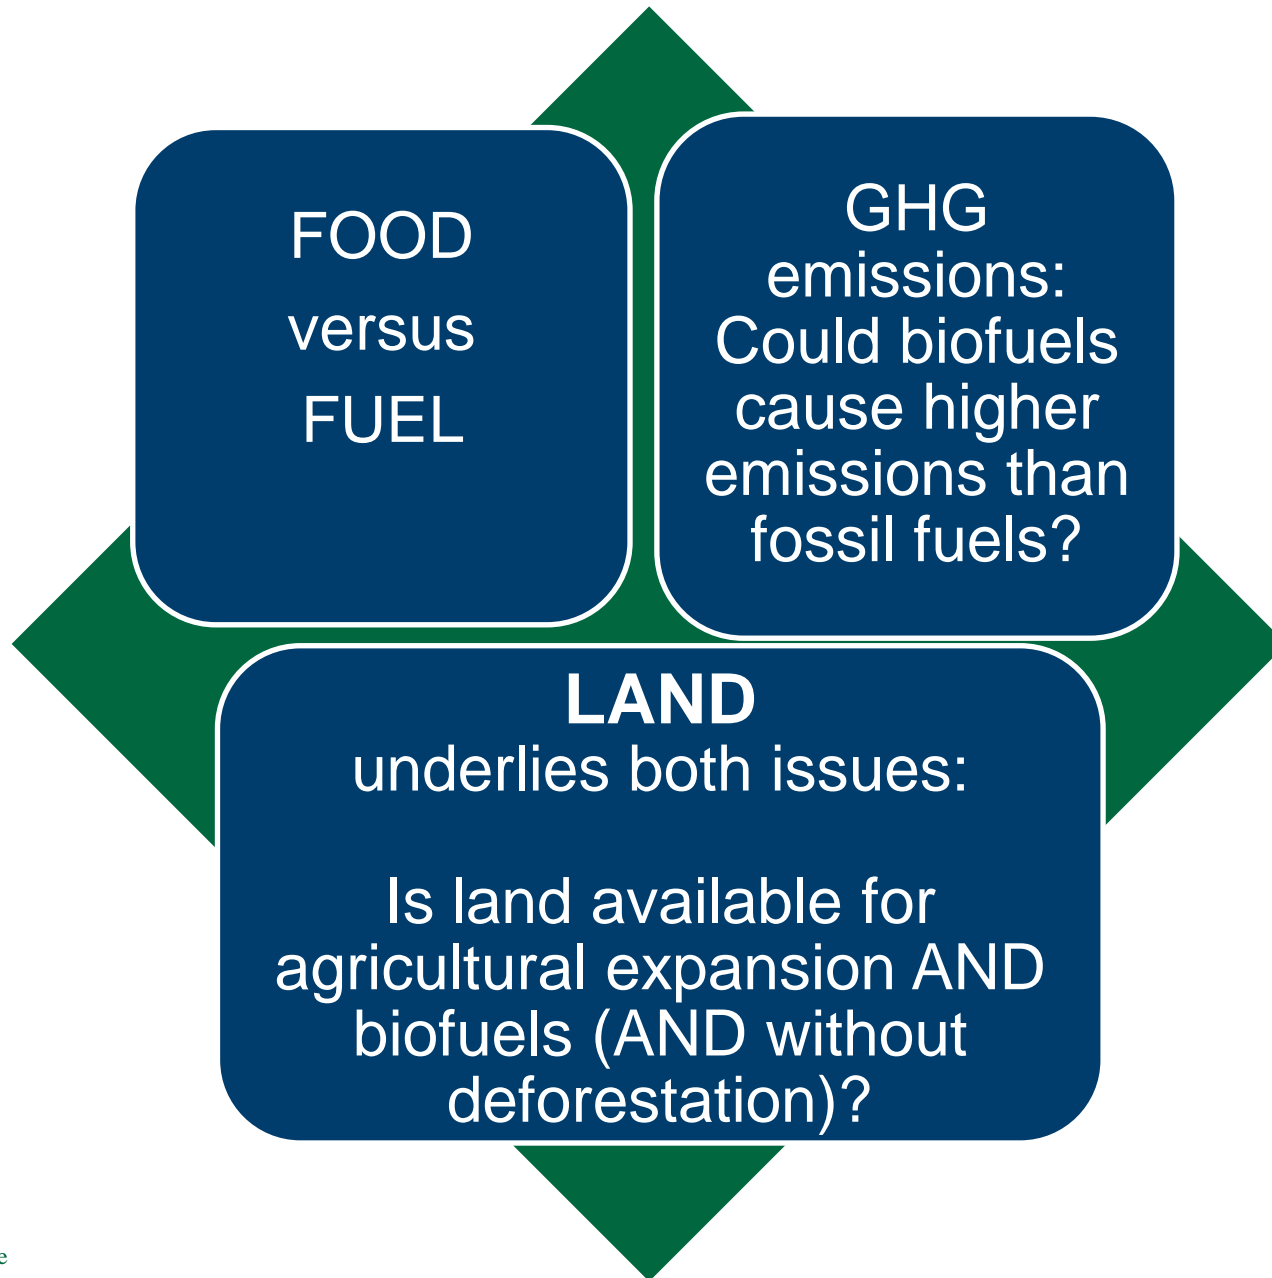 FOOD
versus
FUEL
GHG
emissions:
Could biofuels
cause higher
emissions than
fossil fuels?
LAND
underlies both issues:
Is land available for
agricultural expansion AND
biofuels (AND without
deforestation)?